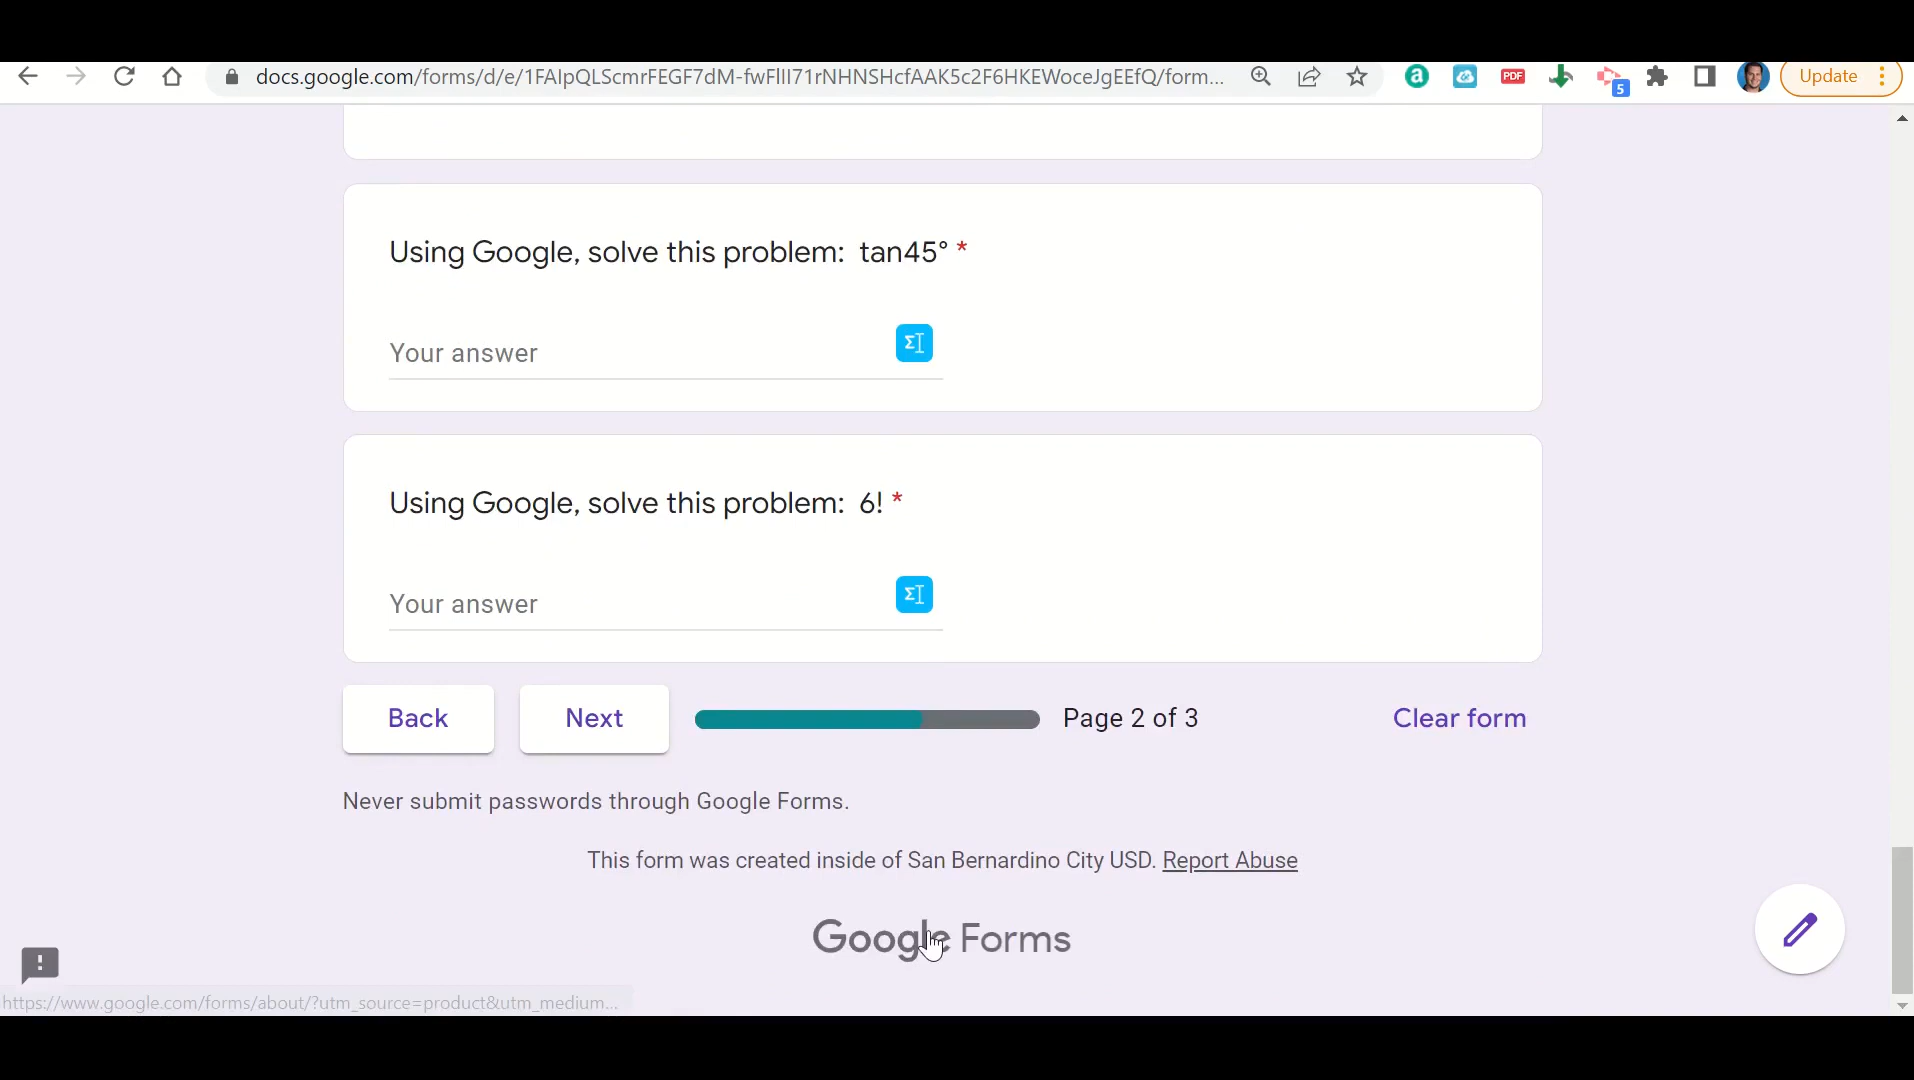 docs.google.com/forms/d/e/1FAIpQLScmrFEGF7dM-fwFlII71rNHNSHcfAAK5c2F6HKEWoceJgEEfQ/form...
a
PDF
5
Update
Using Google, solve this problem: tan45° *
Your answer
Using Google, solve this problem: 6! *
Your answer
Back
Next
Page 2 of 3
Clear form
Never submit passwords through Google Forms.
This form was created inside of San Bernardino City USD. Report Abuse
Google Forms
https://www.google.com/forms/about/?utm_source=product&utm_medium...